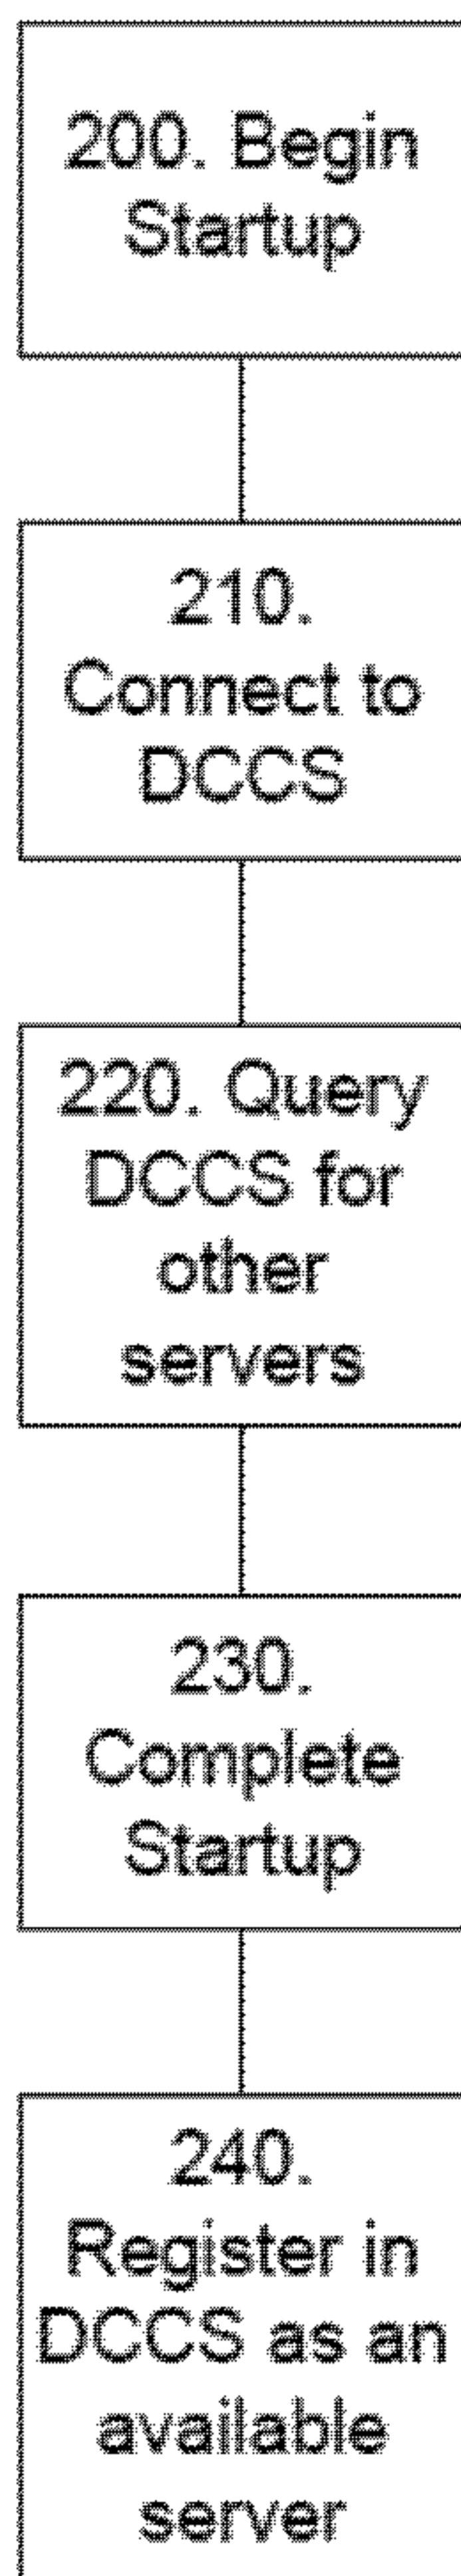 200. Begin
Startup
210.
Connect to
DCCS
220. Query
DCCS for
other
servers
230.
Complete
Startup
240.
Register in
DCCS as an
available
server